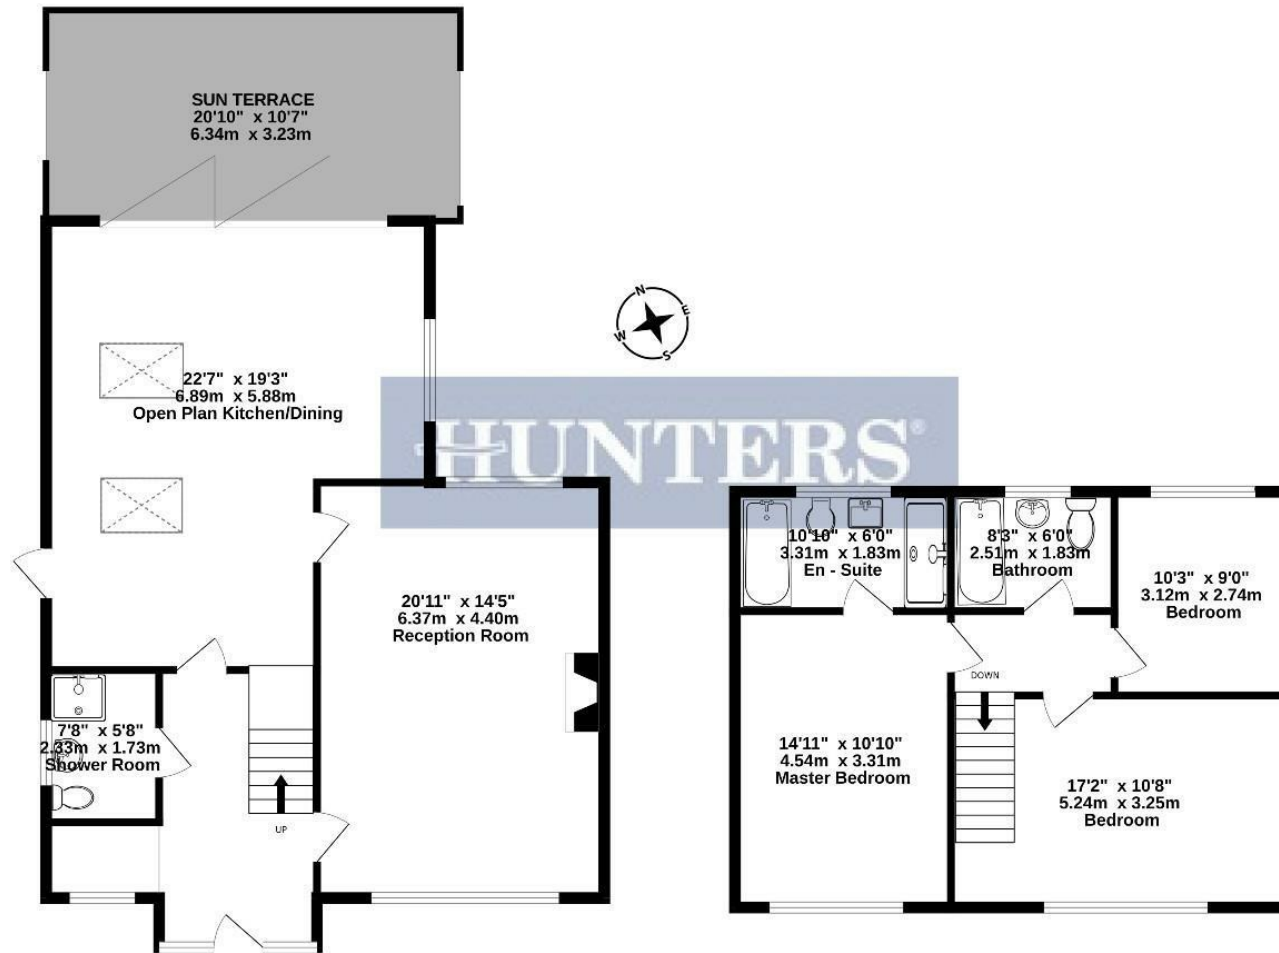 SUN TERRACE
20'10" x 10'7"
6.34m x 3.23m
N
E
W
S
22'7" x 19'3"
6.89m x 5.88m
Open Plan Kitchen/Dining
HUNTERS®
20'11" x 14'5"
6.37m x 4.40m
Reception Room
7'8" x 5'8"
2.33m x 1.73m
Shower Room
UP
10'10" x 6'0"
3.31m x 1.83m
En - Suite
8'3" x 6'0"
2.51m x 1.83m
Bathroom
10'3" x 9'0"
3.12m x 2.74m
Bedroom
DOWN
14'11" x 10'10"
4.54m x 3.31m
Master Bedroom
17'2" x 10'8"
5.24m x 3.25m
Bedroom